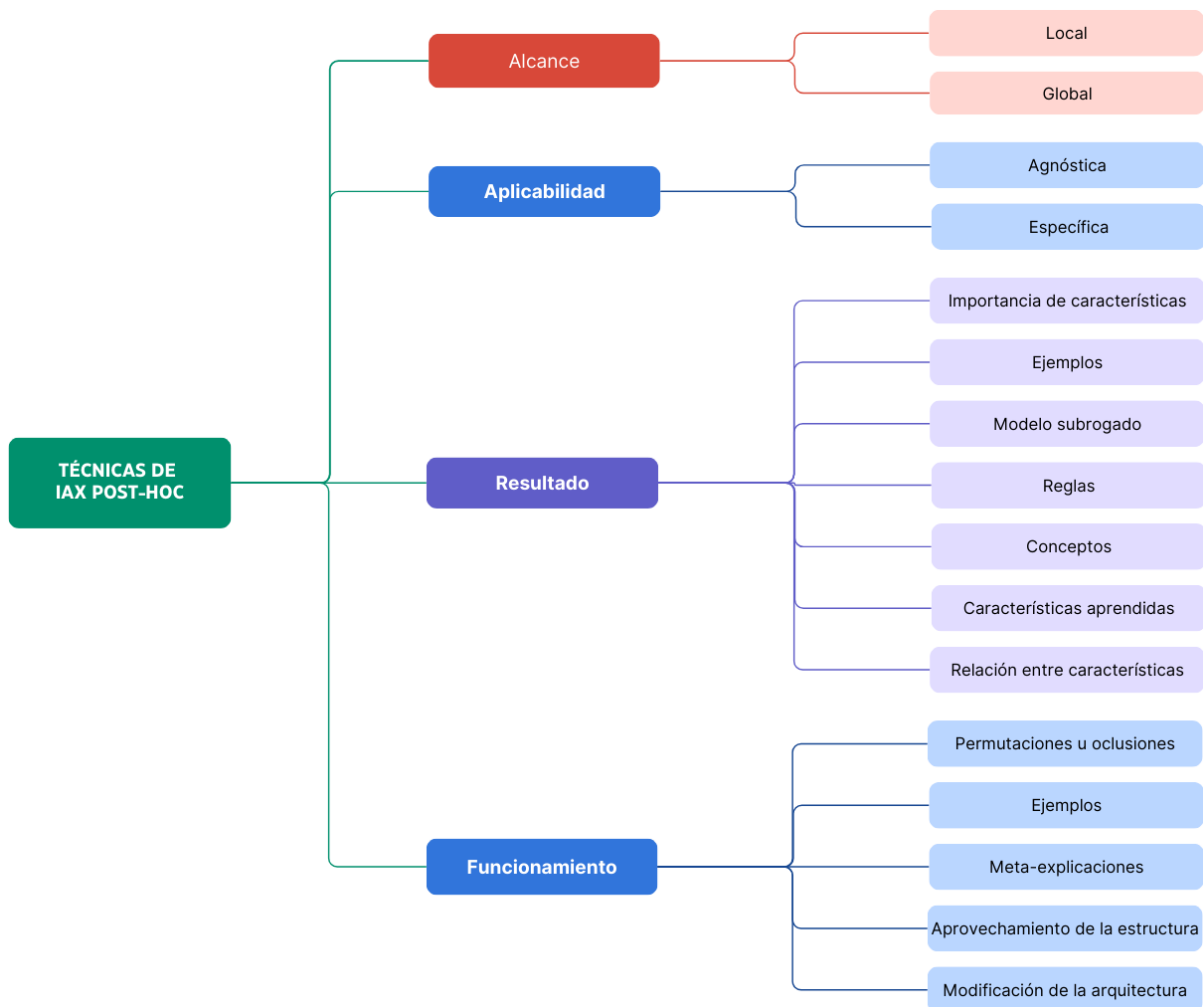 Alcance
Local
Global
Aplicabilidad
Agnóstica
Específica
TÉCNICAS DE
IAX POST-HOC
Resultado
Importancia de características
Ejemplos
Modelo subrogado
Reglas
Conceptos
Características aprendidas
Relación entre características
Funcionamiento
Permutaciones u oclusiones
Ejemplos
Meta-explicaciones
Aprovechamiento de la estructura
Modificación de la arquitectura